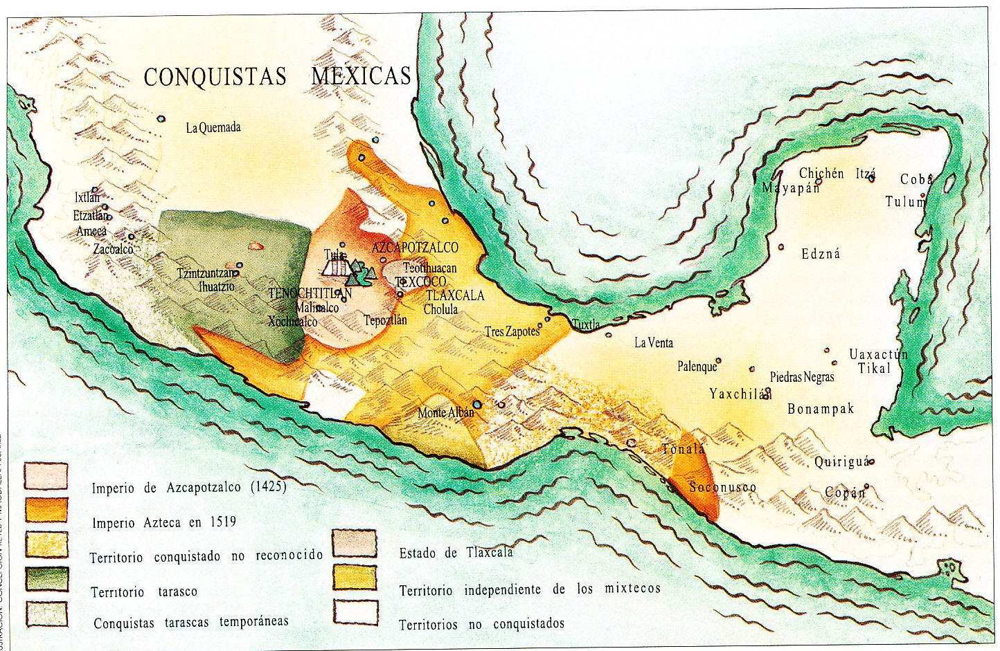 CONQUISTAS MEXICAS
La Quemada
Ixtlán
Etzatlán
Ameca
Zacoalco
Tzintzuntzan
Ihuatzio
Tula
AZCAPOTZALCO
Teotihuacan
TEXCOCO
TENOCHTITLAN
TLAXCALA
Malinalco
Cholula
Xochicalco
Tepoztlán
Tres Zapotes
Tuxtla
Monte Albán
Chichén Itzá
Mayapán
Cobá
Tulum
Edzná
La Venta
Palenque
Uaxactún
Tikal
Piedras Negras
Yaxchilán
Bonampak
Tonalá
Soconusco
Quiriguá
Copán
Imperio de Azcapotzalco (1425)
Imperio Azteca en 1519
Territorio conquistado no reconocido
Territorio tarasco
Conquistas tarascas temporáneas
Estado de Tlaxcala
Territorio independiente de los mixtecos
Territorios no conquistados